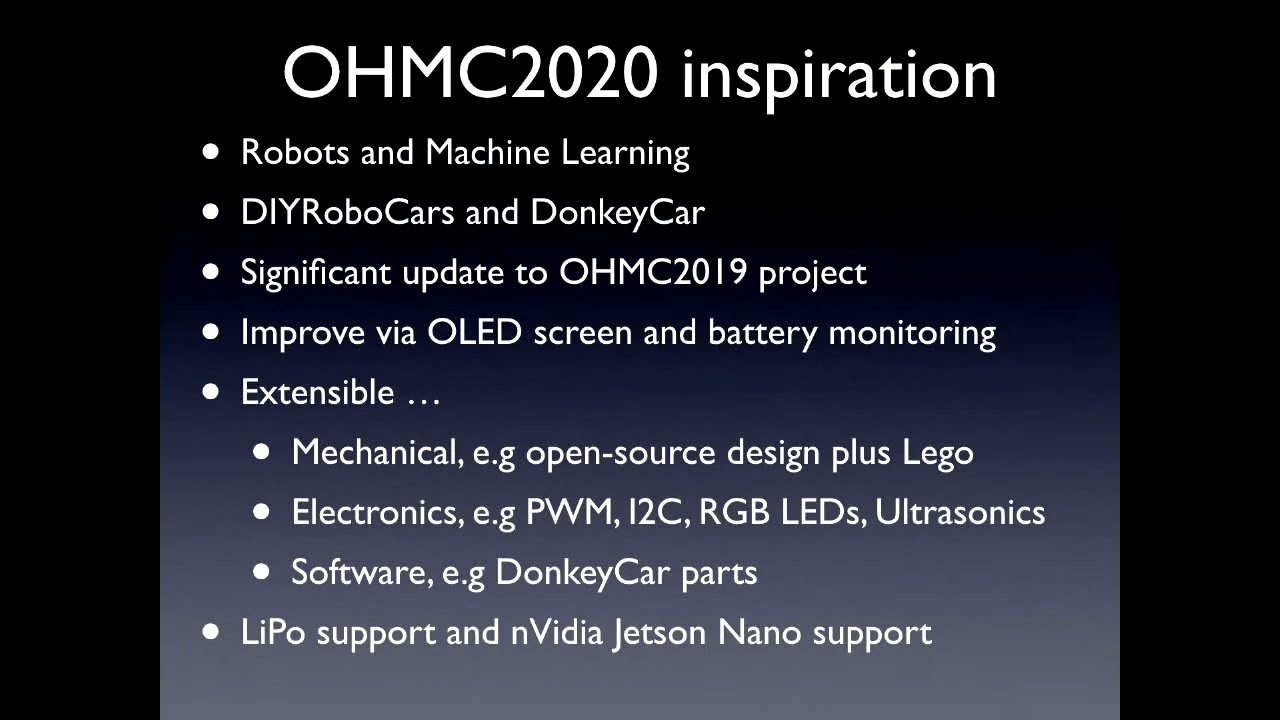 OHMC2020 inspiration
• Robots and Machine Learning
• DIYRoboCars and DonkeyCar
• Significant update to OHMC2019 project
• Improve via OLED screen and battery monitoring
• Extensible …
• Mechanical, e.g open-source design plus Lego
• Electronics, e.g PWM, I2C, RGB LEDs, Ultrasonics
• Software, e.g DonkeyCar parts
• LiPo support and nVidia Jetson Nano support